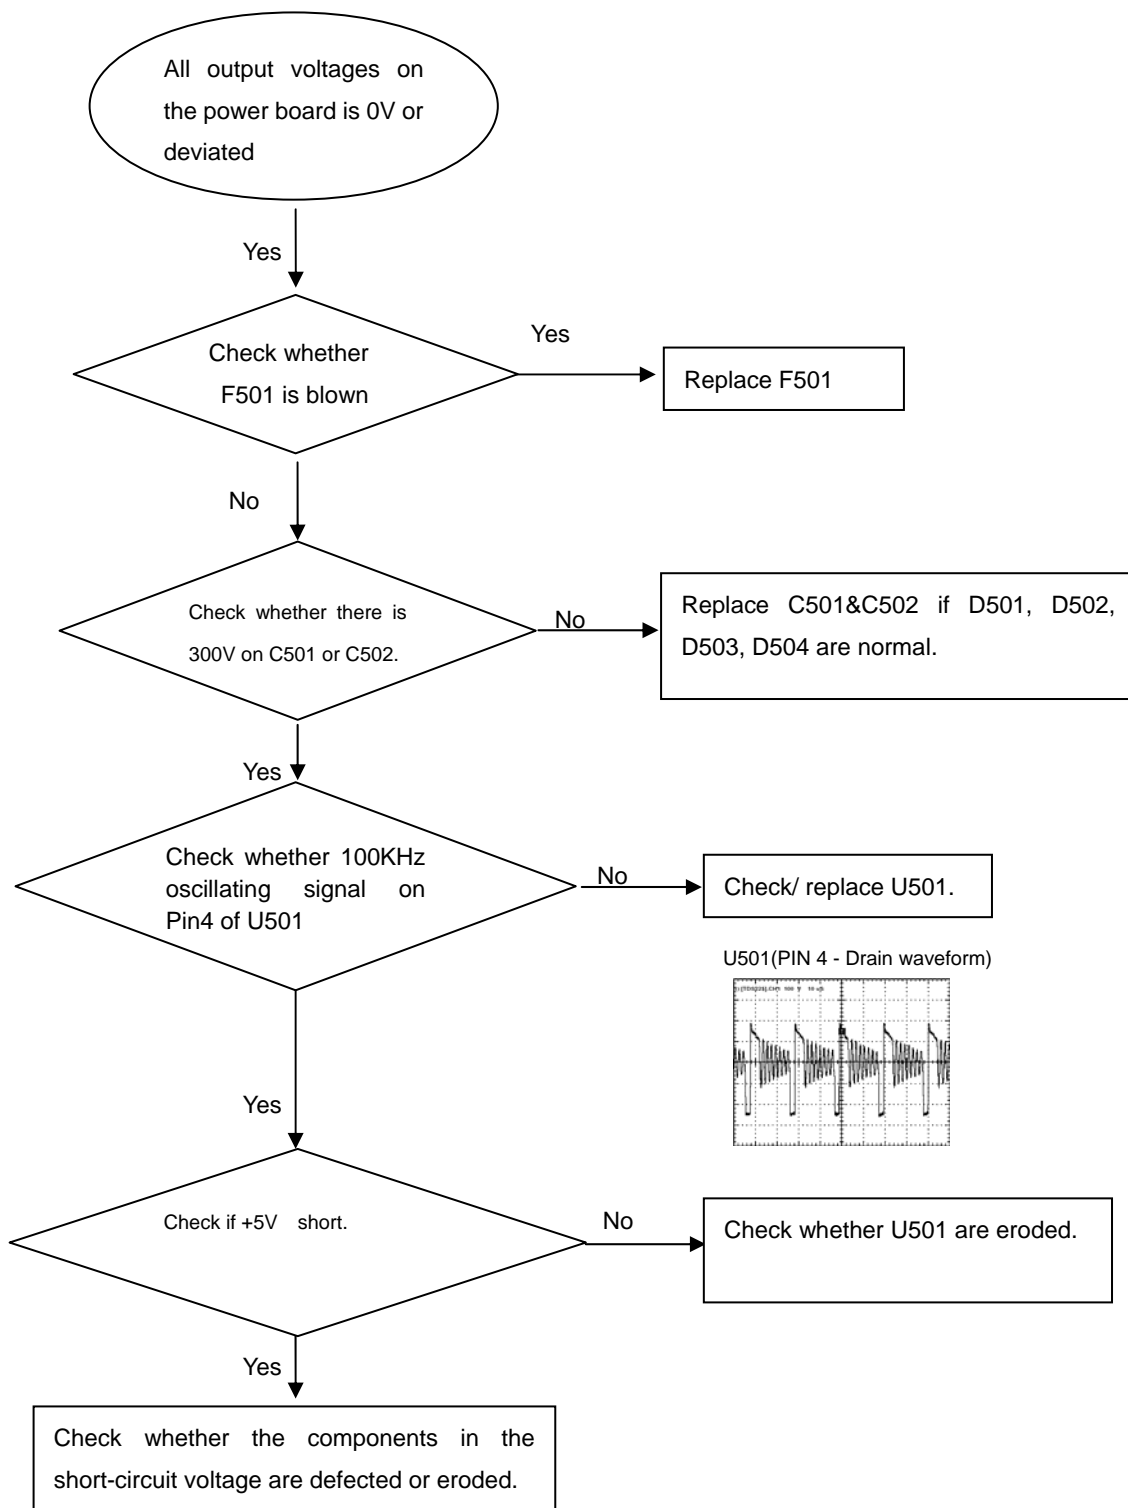 All output voltages on
the power board is 0V or
deviated
Yes
Check whether
F501 is blown
Yes
Replace F501
No
Check whether there is
300V on C501 or C502.
No
Replace C501&C502 if D501, D502,
D503, D504 are normal.
Yes
Check whether 100KHz
oscillating signal on
Pin4 of U501
No
Check/ replace U501.
U501(PIN 4 - Drain waveform)
Yes
Check if +5V short.
No
Check whether U501 are eroded.
Yes
Check whether the components in the
short-circuit voltage are defected or eroded.